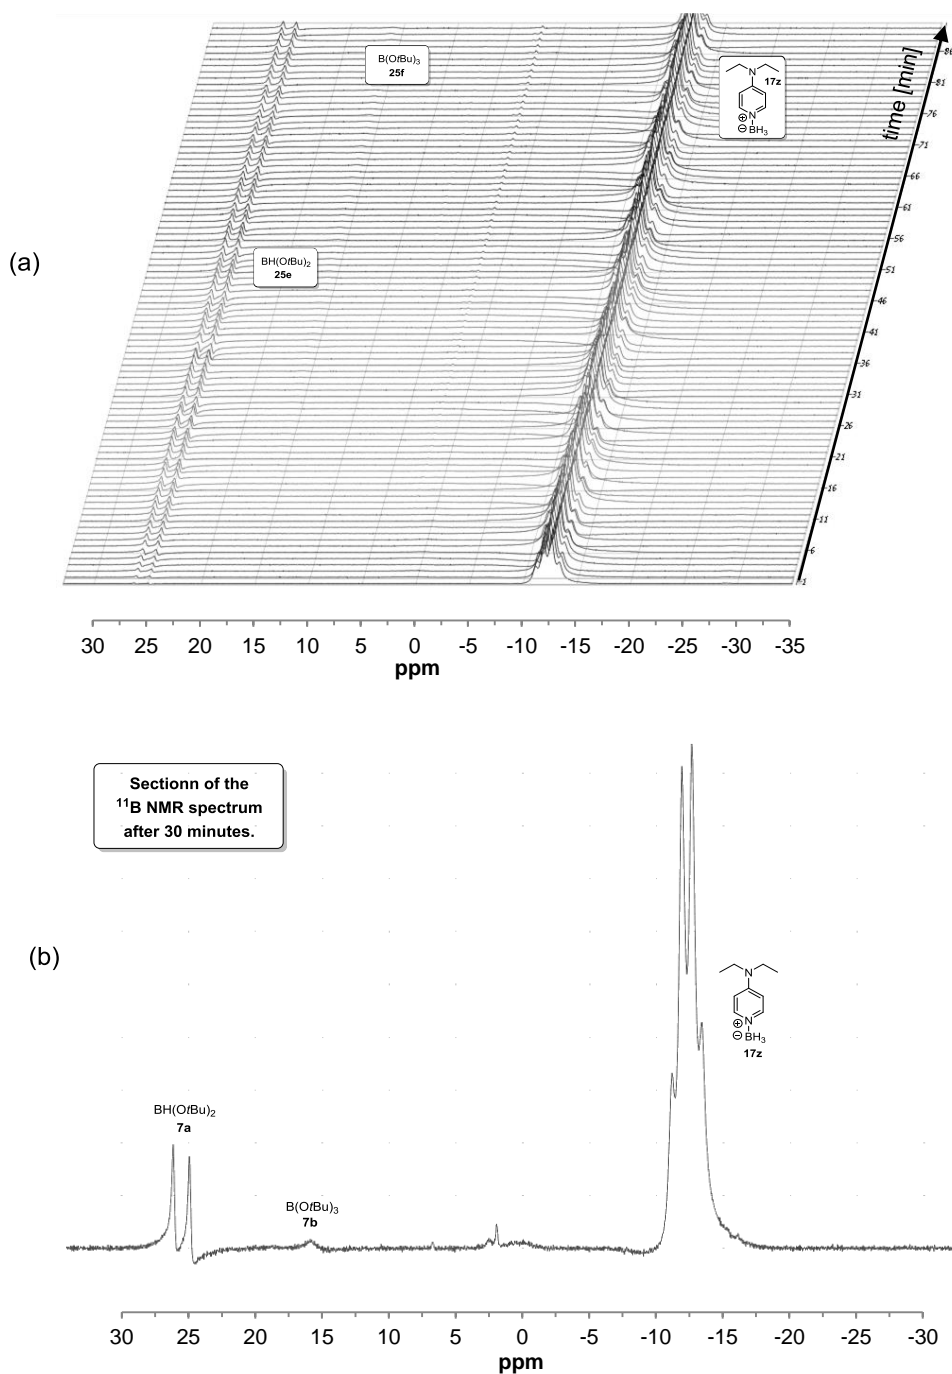 B(OtBu)₃
25f
N
17z
N
⊕
⊖BH₃
time [min]
86
81
76
71
66
61
56
51
46
41
36
31
26
21
16
11
6
1
(a)
BH(OtBu)₂
25e
30 25 20 15 10 5 0 -5 -10 -15 -20 -25 -30 -35
ppm
Sectionn of the
¹¹B NMR spectrum
after 30 minutes.
(b)
N
N
⊕
⊖BH₃
17z
BH(OtBu)₂
7a
B(OtBu)₃
7b
30 25 20 15 10 5 0 -5 -10 -15 -20 -25 -30
ppm